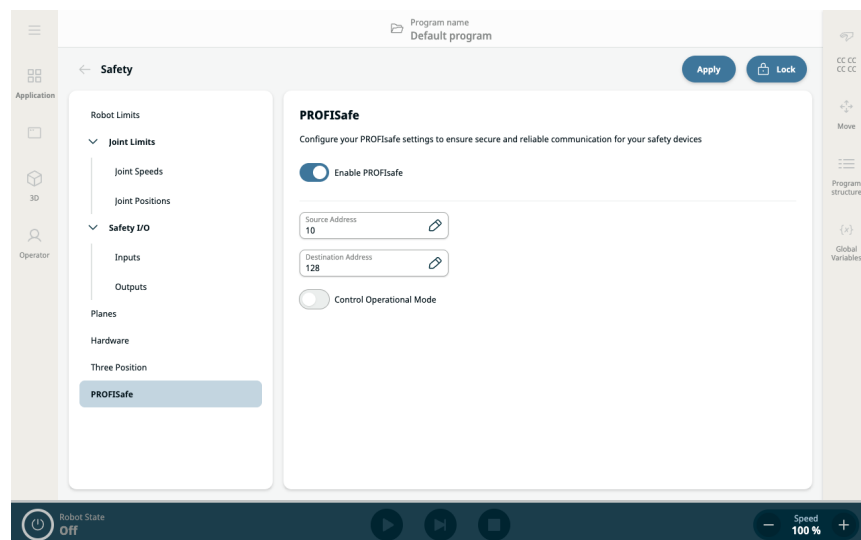 Program name
Default program
Safety
Apply
Lock
Application
3D
Operator
Robot Limits
Joint Limits
Joint Speeds
Joint Positions
Safety I/O
Inputs
Outputs
Planes
Hardware
Three Position
PROFISafe
PROFISafe
Configure your PROFIsafe settings to ensure secure and reliable communication for your safety devices
Enable PROFIsafe
Source Address
10
Destination Address
128
Control Operational Mode
CC CC
CC CC
Move
Program
structure
{x}
Global
Variables
Robot State
Off
Speed
100 %